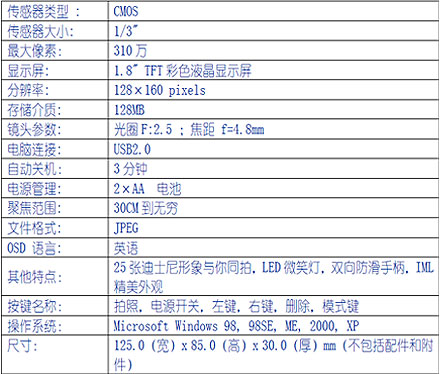 传感器类型 : CMOS
传感器大小: 1/3″
最大像素: 310万
显示屏: 1.8″ TFT 彩色液晶显示屏
分辨率: 128×160 pixels
存储介质: 128MB
镜头参数: 光圈 F:2.5 ；焦距 f=4.8mm
电脑连接: USB2.0
自动关机: 3 分钟
电源管理: 2×AA 电池
聚焦范围: 30CM 到无穷
文件格式: JPEG
OSD 语言: 英语
其他特点: 25 张迪士尼形象与你同拍，LED 微笑灯，双向防滑手柄，IML
精美外观
按键名称: 拍照，电源开关，左键，右键，删除，模式键
操作系统: Microsoft Windows 98, 98SE, ME, 2000, XP
尺寸: 125.0 (宽) x 85.0 (高) x 30.0 (厚) mm (不包括配件和附
件)